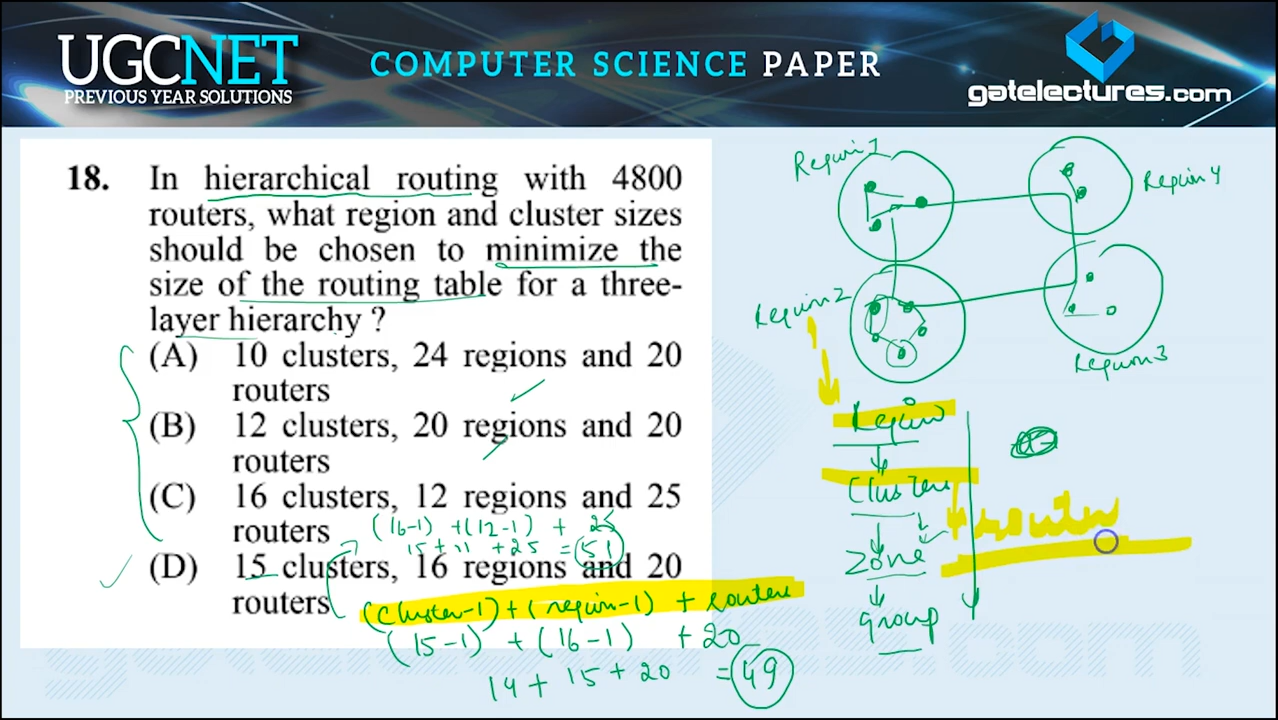 UGCNET
PREVIOUS YEAR SOLUTIONS
COMPUTER SCIENCE PAPER
gatelectures.com
18. In hierarchical routing with 4800
routers, what region and cluster sizes
should be chosen to minimize the
size of the routing table for a three-
layer hierarchy ?
(A) 10 clusters, 24 regions and 20
routers
(B) 12 clusters, 20 regions and 20
routers
(C) 16 clusters, 12 regions and 25
routers
(16-1) +(12-1) + 25
15+11 +25 = 51
(D) 15 clusters, 16 regions and 20
routers
(cluster-1)+(region-1) + routers
(15-1) + (16-1) +20
14 + 15 + 20 = 49
Region 1
Region 4
Region 2
Region 3
Region
Cluster
router
Zone
group